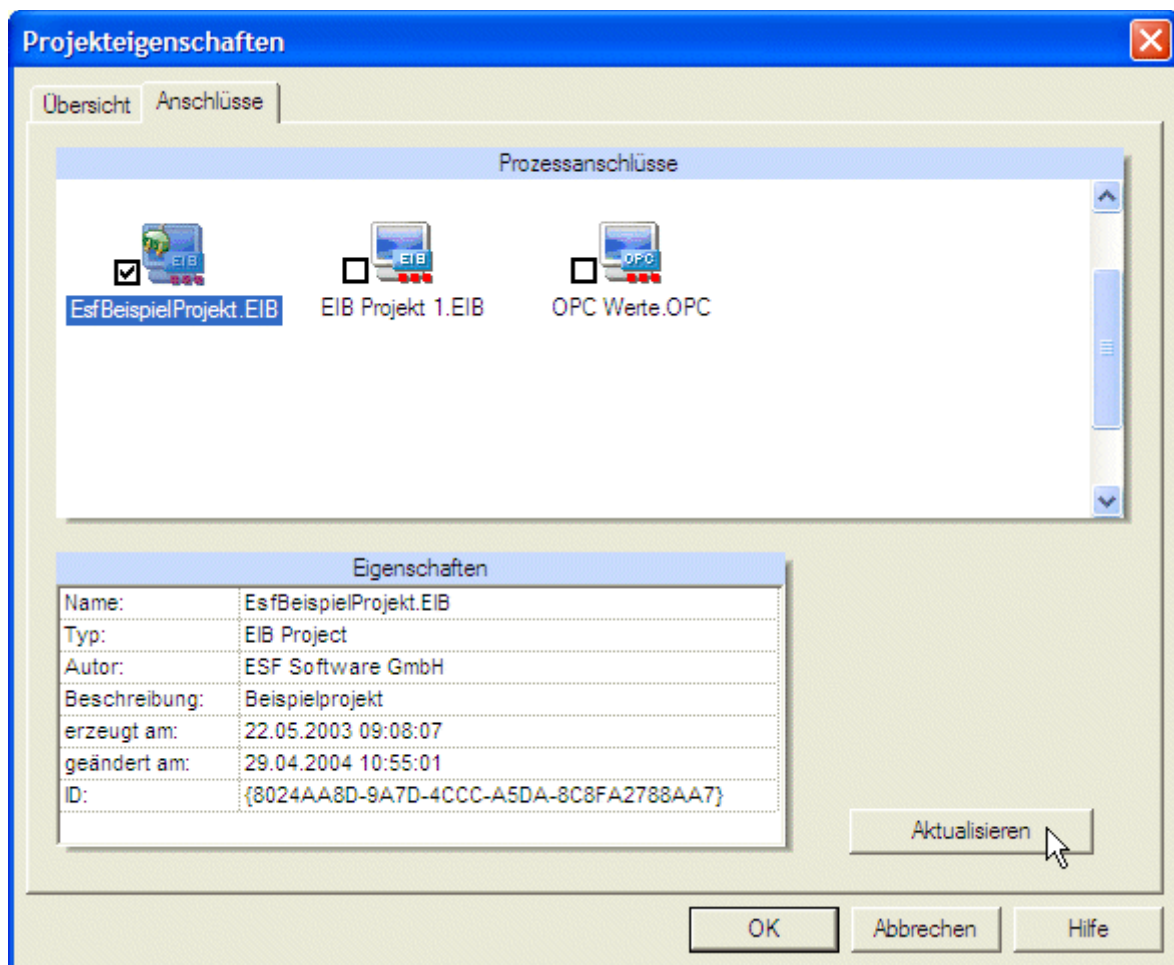 Projekteigenschaften
Übersicht Anschlüsse
Prozessanschlüsse
EIB EIB OPC
EsfBeispielProjekt.EIB EIB Projekt 1.EIB OPC Werte.OPC
Eigenschaften
Name: EsfBeispielProjekt.EIB
Typ: EIB Project
Autor: ESF Software GmbH
Beschreibung: Beispielprojekt
erzeugt am: 22.05.2003 09:08:07
geändert am: 29.04.2004 10:55:01
ID: {8024AA8D-9A7D-4CCC-A5DA-8C8FA2788AA7}
Aktualisieren
OK Abbrechen Hilfe